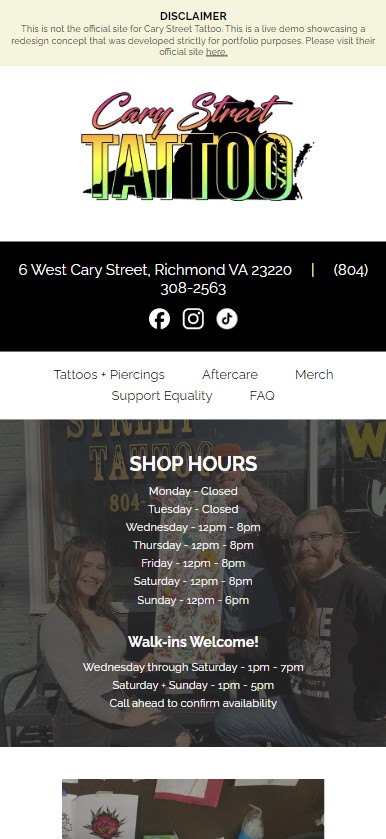 DISCLAIMER
This is not the official site for Cary Street Tattoo. This is a live demo showcasing a
redesign concept that was developed strictly for portfolio purposes. Please visit their
official site here.
Cary Street
TATTOO
6 West Cary Street, Richmond VA 23220 | (804)
308-2563
Tattoos + Piercings Aftercare Merch
Support Equality FAQ
STREET
TATTOO
804-
SHOP HOURS
Monday - Closed
Tuesday - Closed
Wednesday - 12pm - 8pm
Thursday - 12pm - 8pm
Friday - 12pm - 8pm
Saturday - 12pm - 8pm
Sunday - 12pm - 6pm
Walk-ins Welcome!
Wednesday through Saturday - 1pm - 7pm
Saturday + Sunday - 1pm - 5pm
Call ahead to confirm availability